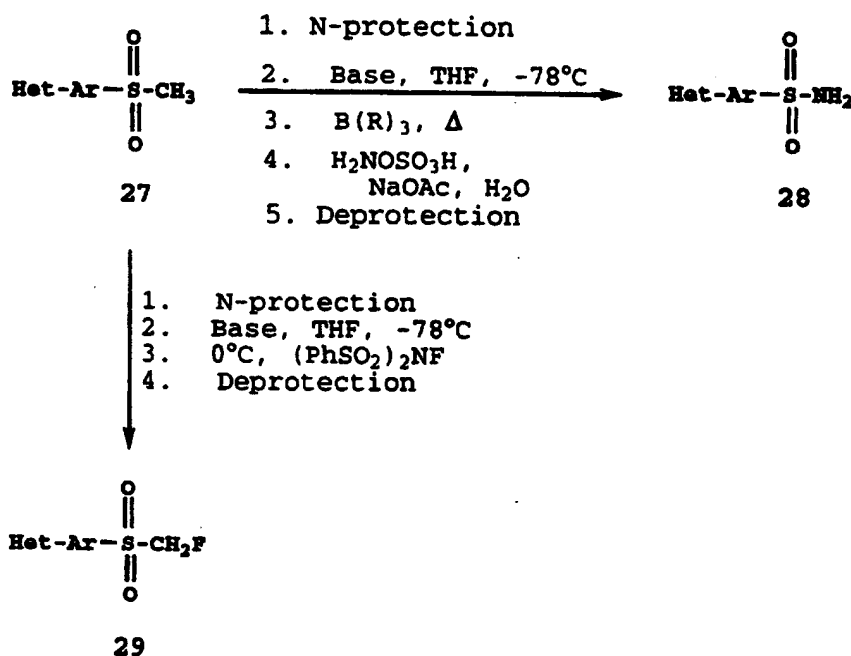 1. N-protection
2. Base, THF, -78°C
3. B(R)₃, Δ
4. H₂NOSO₃H,
NaOAc, H₂O
5. Deprotection
O
Het-Ar-S-CH₃
O
27
O
Het-Ar-S-NH₂
O
28
1. N-protection
2. Base, THF, -78°C
3. 0°C, (PhSO₂)₂NF
4. Deprotection
O
Het-Ar-S-CH₂F
O
29